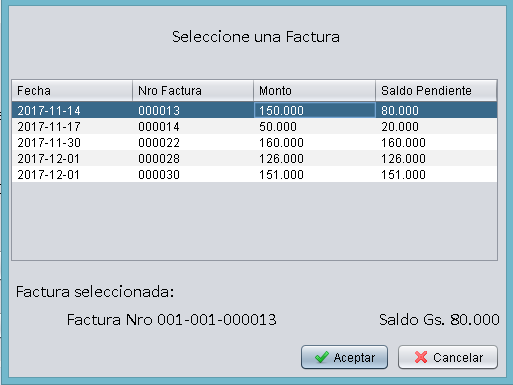 Seleccione una Factura
Fecha Nro Factura Monto Saldo Pendiente
2017-11-14 000013 150.000 80.000
2017-11-17 000014 50.000 20.000
2017-11-30 000022 160.000 160.000
2017-12-01 000028 126.000 126.000
2017-12-01 000030 151.000 151.000
Factura seleccionada:
Factura Nro 001-001-000013 Saldo Gs. 80.000
Aceptar Cancelar